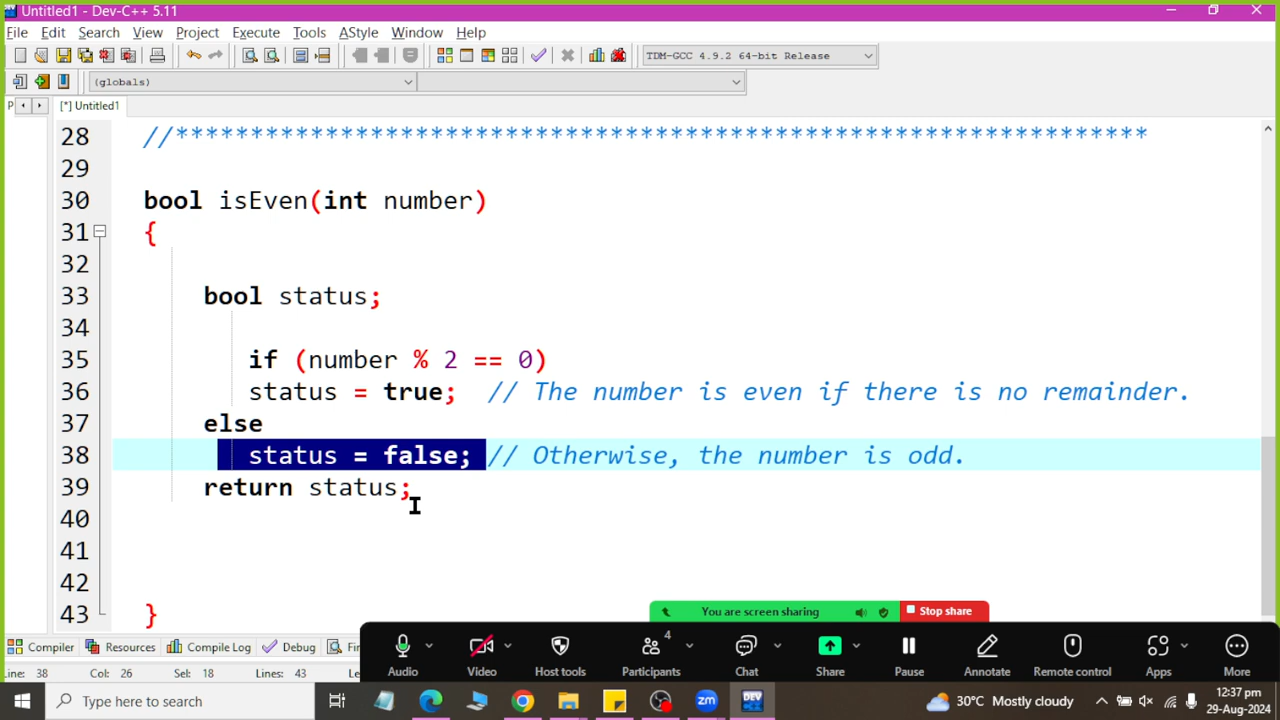 Untitled1 - Dev-C++ 5.11
File Edit Search View Project Execute Tools AStyle Window Help
TDM-GCC 4.9.2 64-bit Release
(globals)
P [*] Untitled1
28 //*****************************************************************
29
30 bool isEven(int number)
31 {
32
33 bool status;
34
35 if (number % 2 == 0)
36 status = true; // The number is even if there is no remainder.
37 else
38 status = false; // Otherwise, the number is odd.
39 return status;
40
41
42
43 }
You are screen sharing Stop share
Compiler Resources Compile Log Debug Fi
4
Audio Video Host tools Participants Chat Share Pause Annotate Remote control Apps More
Line: 38 Col: 26 Sel: 18 Lines: 43 Le
Type here to search
zm
DEV
30°C Mostly cloudy
12:37 pm
29-Aug-2024